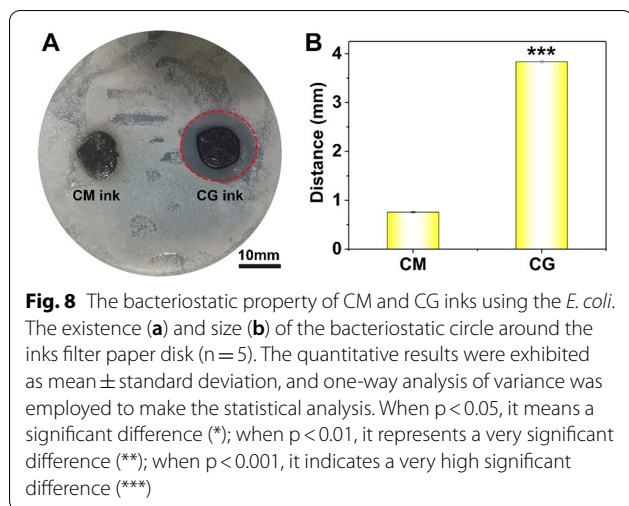 A
CM ink
CG ink
10mm
B
Distance (mm)
4
3
2
1
0
***
CM
CG
Fig. 8 The bacteriostatic property of CM and CG inks using the E. coli.
The existence (a) and size (b) of the bacteriostatic circle around the
inks filter paper disk (n = 5). The quantitative results were exhibited
as mean ± standard deviation, and one-way analysis of variance was
employed to make the statistical analysis. When p < 0.05, it means a
significant difference (*); when p < 0.01, it represents a very significant
difference (**); when p < 0.001, it indicates a very high significant
difference (***)